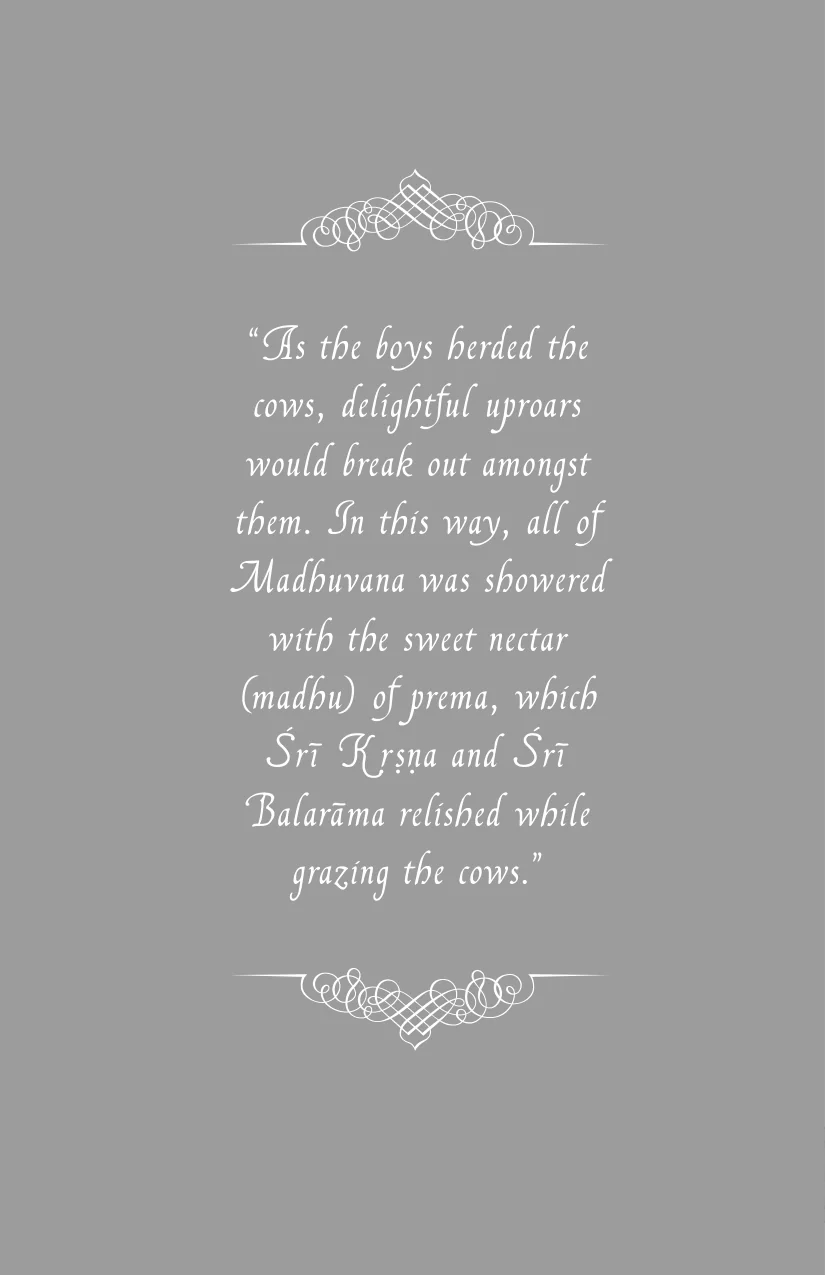 “As the boys herded the
cows, delightful uproars
would break out amongst
them. In this way, all of
Madhuvana was showered
with the sweet nectar
(madhu) of prema, which
Śrī Kṛṣṇa and Śrī
Balarāma relished while
grazing the cows.”